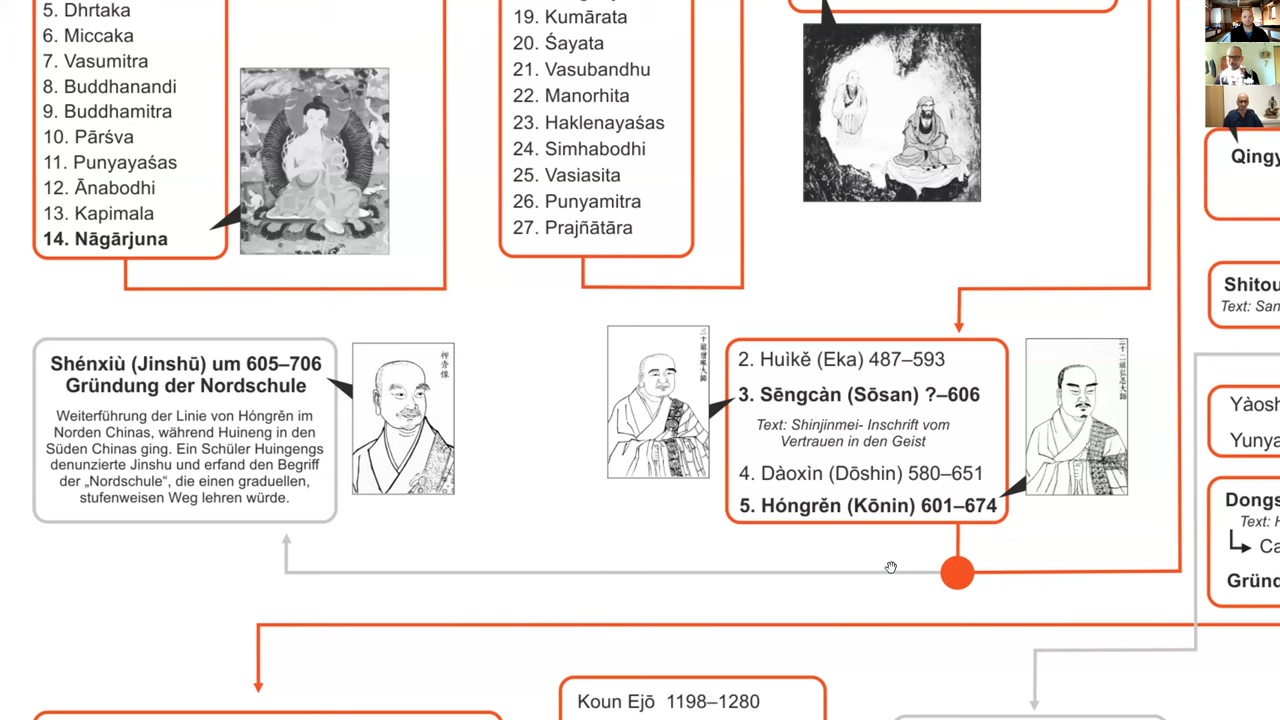 5. Dhrtaka
6. Miccaka
7. Vasumitra
8. Buddhanandi
9. Buddhamitra
10. Pārśva
11. Punyayaśas
12. Ānabodhi
13. Kapimala
14. Nāgārjuna
19. Kumārata
20. Śayata
21. Vasubandhu
22. Manorhita
23. Haklenayaśas
24. Simhabodhi
25. Vasiasita
26. Punyamitra
27. Prajñātāra
Shénxiù (Jinshū) um 605–706
Gründung der Nordschule
Weiterführung der Linie von Hóngrěn im
Norden Chinas, während Huineng in den
Süden Chinas ging. Ein Schüler Huingengs
denunzierte Jinshu und erfand den Begriff
der „Nordschule“, die einen graduellen,
stufenweisen Weg lehren würde.
2. Huìkě (Eka) 487–593
3. Sēngcàn (Sōsan) ?–606
Text: Shinjinmei- Inschrift vom
Vertrauen in den Geist
4. Dàoxìn (Dōshin) 580–651
5. Hóngrěn (Kōnin) 601–674
Qingy
Shitou
Text: San
Yàosh
Yunya
Dongs
Text: H
Ca
Gründ
Koun Ejō 1198–1280